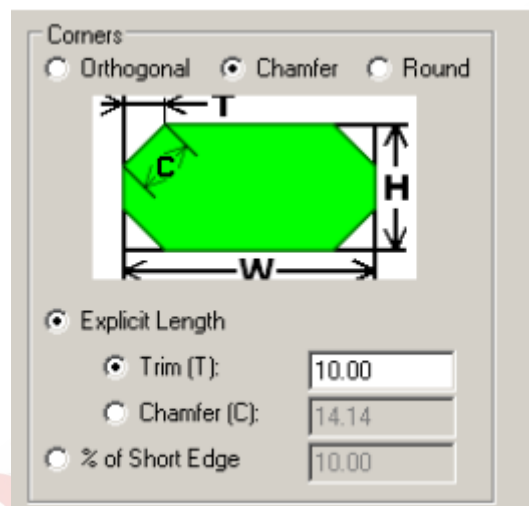 Corners
Orthogonal Chamfer Round
T
C
H
W
Explicit Length
Trim (T): 10.00
Chamfer (C): 14.14
% of Short Edge 10.00